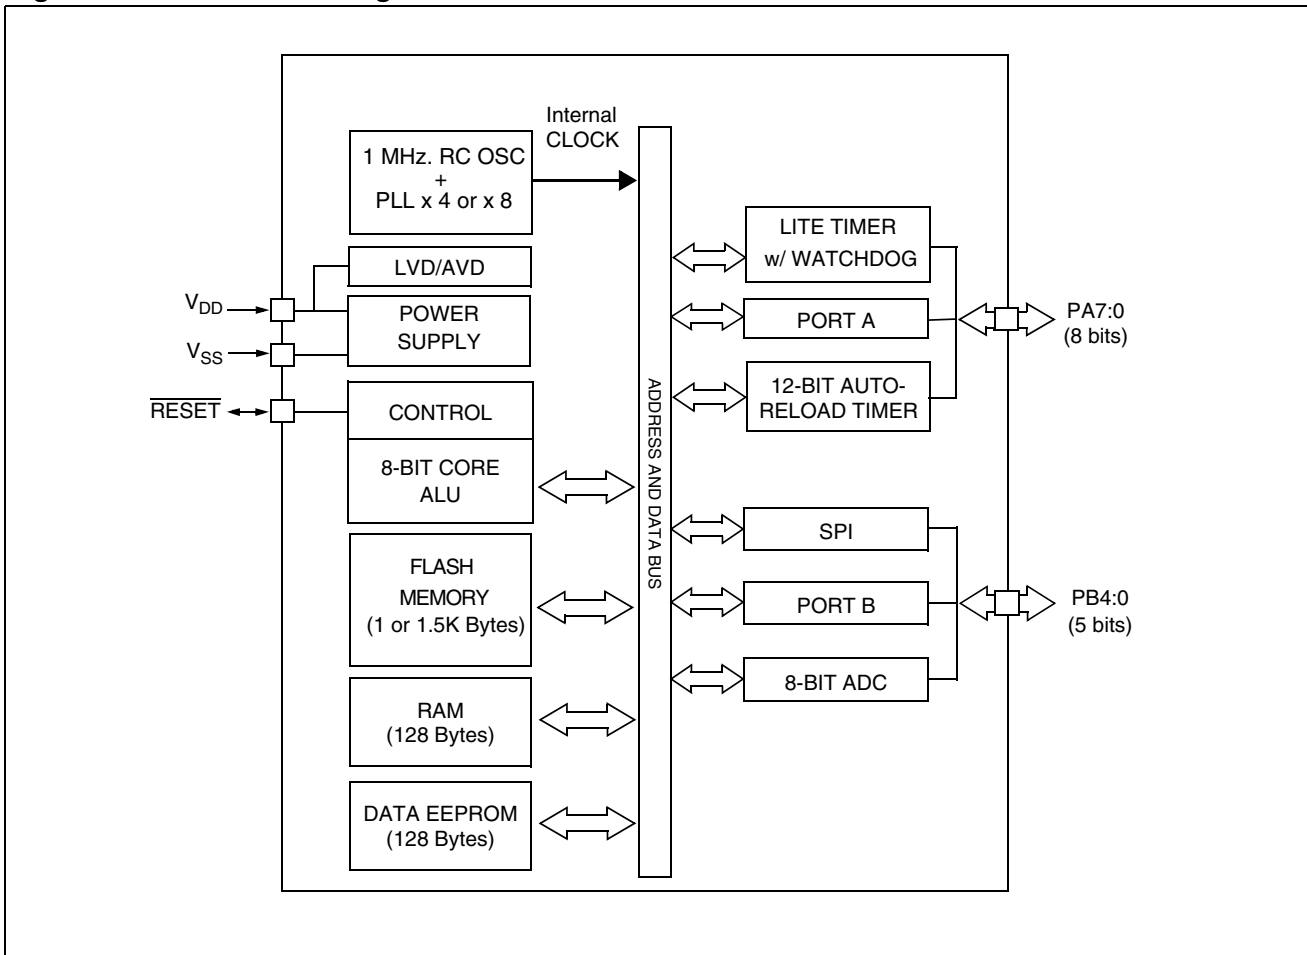 Internal
CLOCK
1 MHz. RC OSC
+
PLL x 4 or x 8
LVD/AVD
POWER
SUPPLY
V_DD
V_SS
RESET
CONTROL
8-BIT CORE
ALU
FLASH
MEMORY
(1 or 1.5K Bytes)
RAM
(128 Bytes)
DATA EEPROM
(128 Bytes)
ADDRESS AND DATA BUS
LITE TIMER
w/ WATCHDOG
PORT A
12-BIT AUTO-
RELOAD TIMER
PA7:0
(8 bits)
SPI
PORT B
8-BIT ADC
PB4:0
(5 bits)